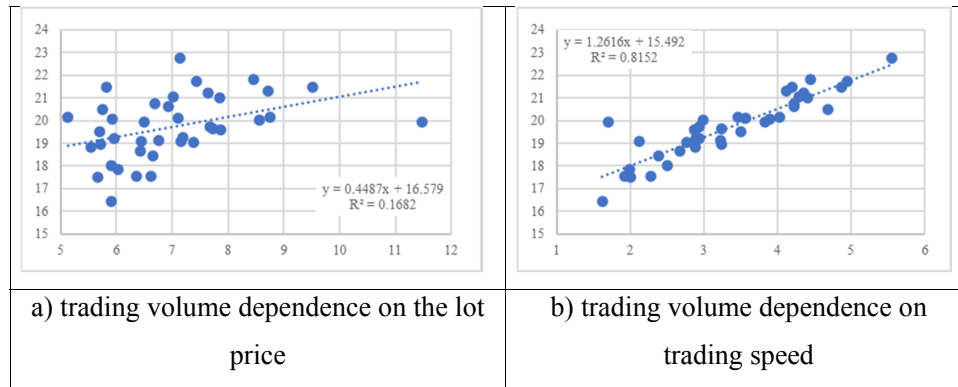 24
23
22
21
20
19
18
17
16
15
y = 0.4487x + 16.579
R² = 0.1682
5 6 7 8 9 10 11 12
a) trading volume dependence on the lot
price
24
23
22
21
20
19
18
17
16
15
y = 1.2616x + 15.492
R² = 0.8152
1 2 3 4 5 6
b) trading volume dependence on
trading speed